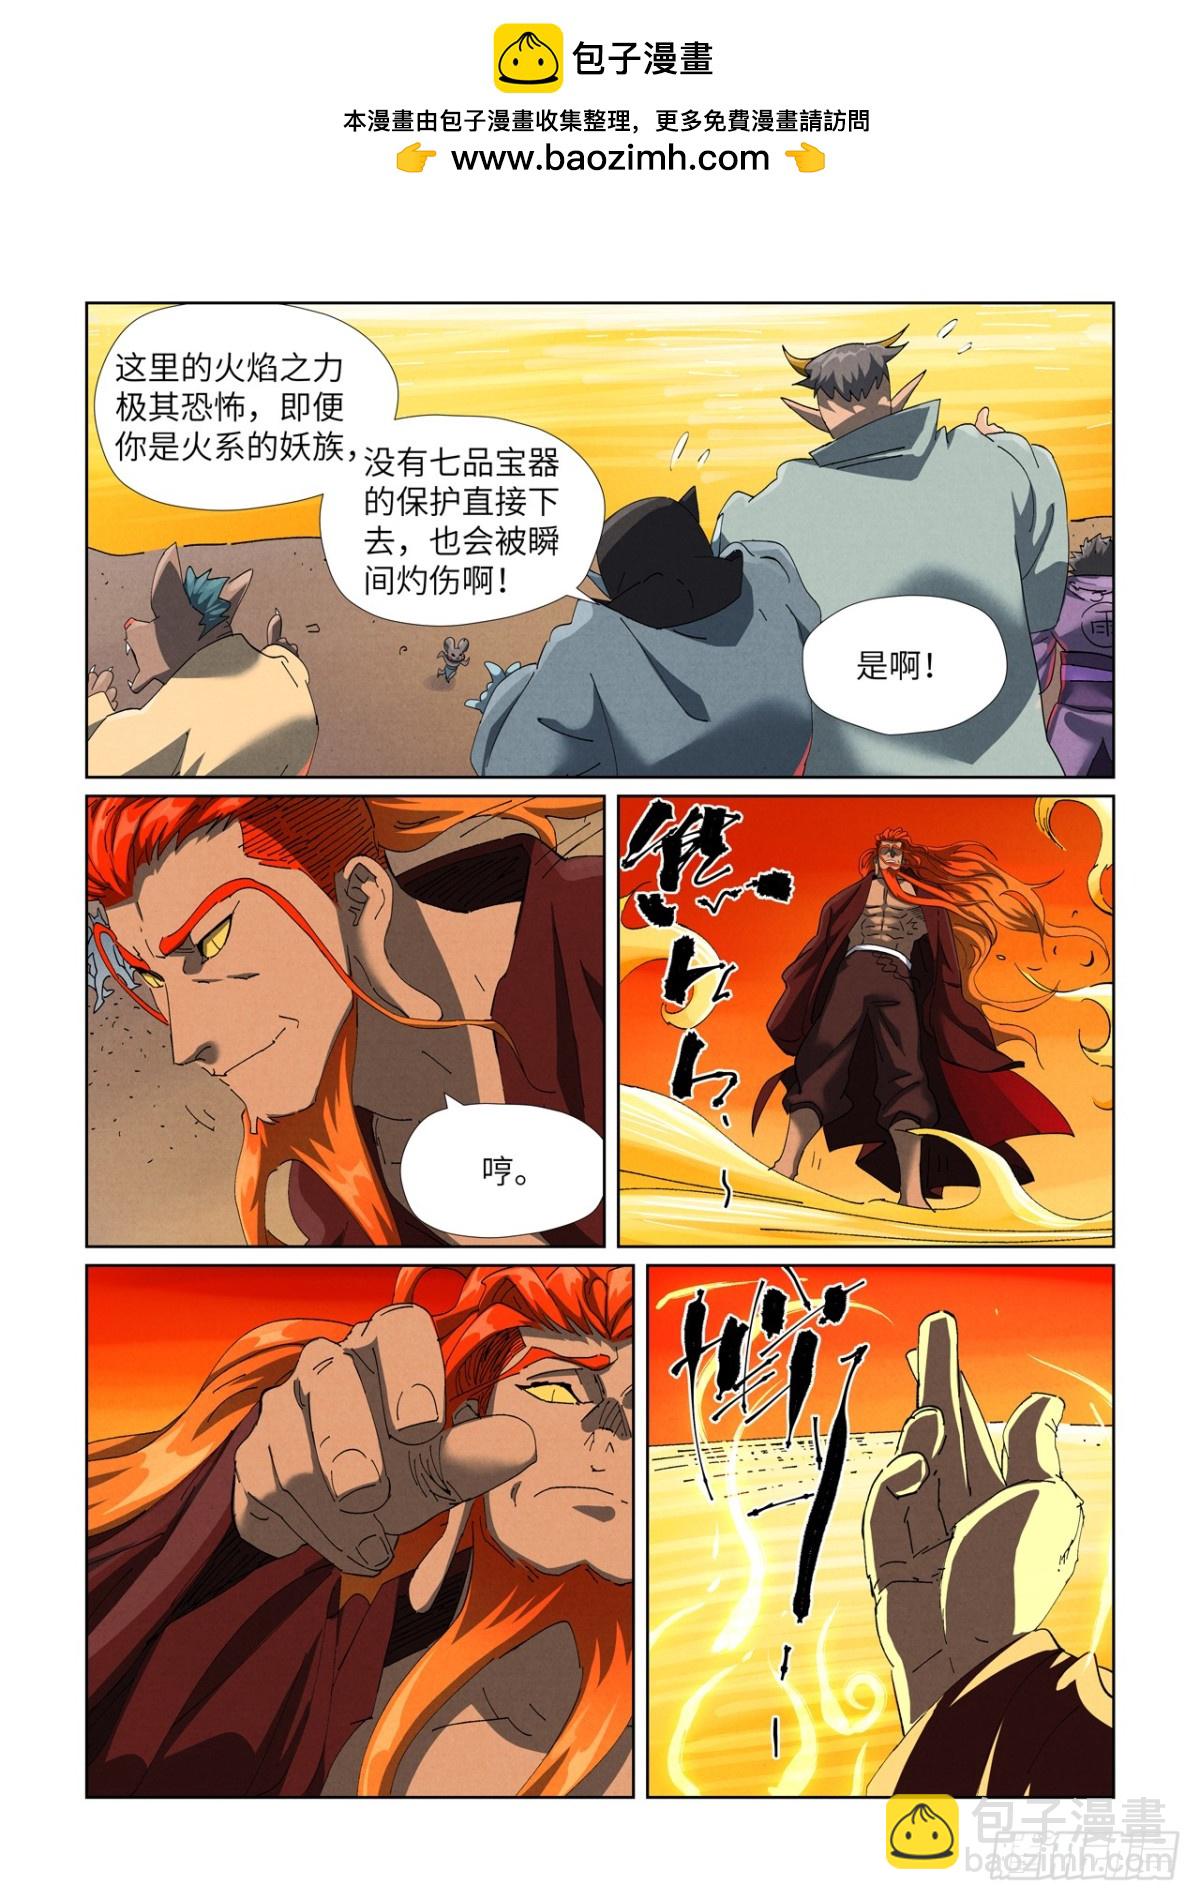 包子漫畫
本漫畫由包子漫畫收集整理，更多免費漫畫請訪問
👉 www.baozimh.com 👈
这里的火焰之力
极其恐怖，即便
你是火系的妖族，
没有七品宝器
的保护直接下
去，也会被瞬
间灼伤啊！
是啊！
哼。
包子漫畫
baozimh.com